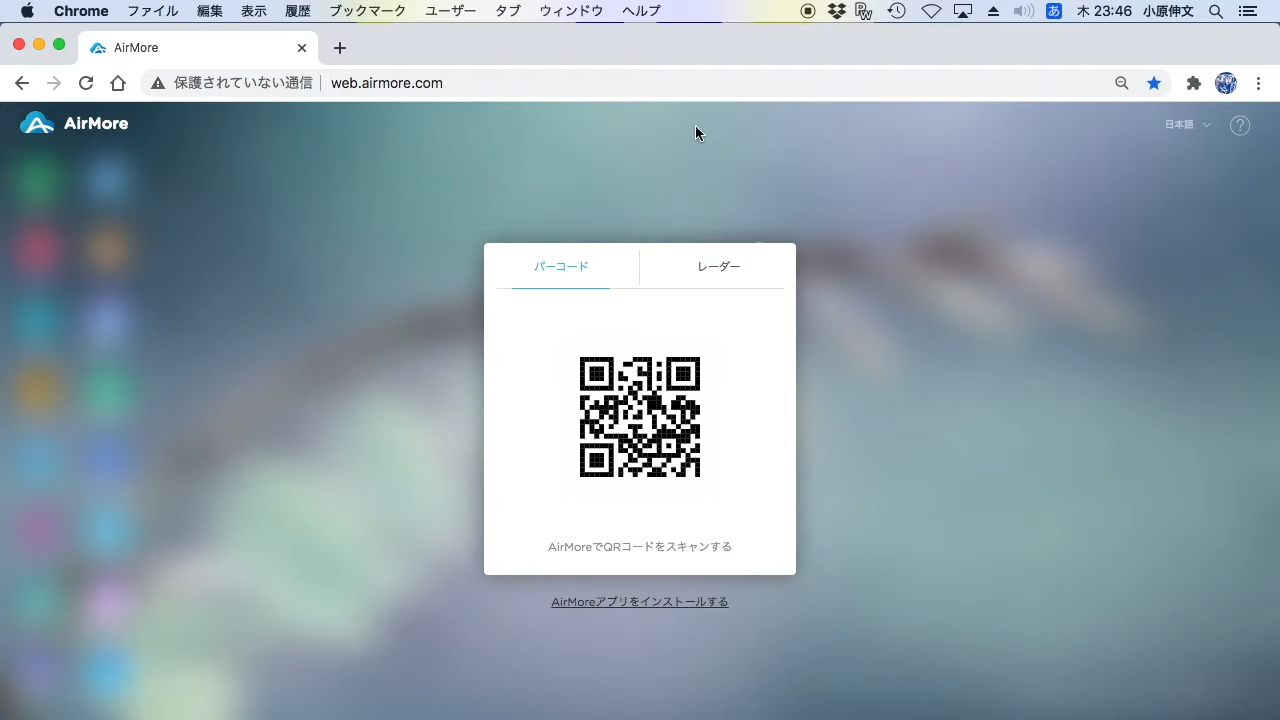 Chrome ファイル 編集 表示 履歴 ブックマーク ユーザー タブ ウィンドウ ヘルプ あ 木 23:46 小原伸文
AirMore
保護されていない通信 web.airmore.com
AirMore 日本語 ?
バーコード レーダー
AirMoreでQRコードをスキャンする
AirMoreアプリをインストールする